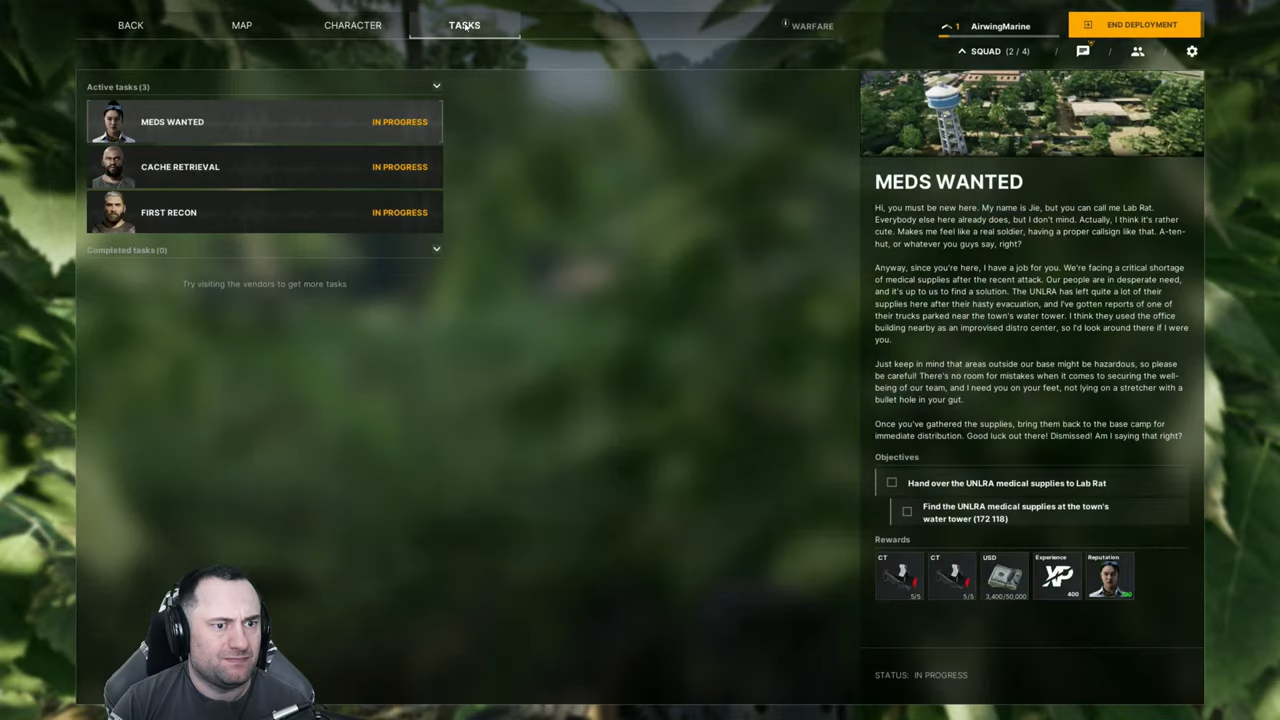 BACK
MAP
CHARACTER
TASKS
WARFARE
1 AirwingMarine
END DEPLOYMENT
SQUAD (2 / 4)
Active tasks (3)
MEDS WANTED
IN PROGRESS
CACHE RETRIEVAL
IN PROGRESS
FIRST RECON
IN PROGRESS
Completed tasks (0)
Try visiting the vendors to get more tasks
MEDS WANTED
Hi, you must be new here. My name is Jie, but you can call me Lab Rat.
Everybody else here already does, but I don't mind. Actually, I think it's rather
cute. Makes me feel like a real soldier, having a proper callsign like that. A-ten-
hut, or whatever you guys say, right?
Anyway, since you're here, I have a job for you. We're facing a critical shortage
of medical supplies after the recent attack. Our people are in desperate need,
and it's up to us to find a solution. The UNLRA has left quite a lot of their
supplies here after their hasty evacuation, and I've gotten reports of one of
their trucks parked near the town's water tower. I think they used the office
building nearby as an improvised distro center, so I'd look around there if I were
you.
Just keep in mind that areas outside our base might be hazardous, so please
be careful! There's no room for mistakes when it comes to securing the well-
being of our team, and I need you on your feet, not lying on a stretcher with a
bullet hole in your gut.
Once you've gathered the supplies, bring them back to the base camp for
immediate distribution. Good luck out there! Dismissed! Am I saying that right?
Objectives
Hand over the UNLRA medical supplies to Lab Rat
Find the UNLRA medical supplies at the town's
water tower (172 118)
Rewards
CT
5/5
CT
5/5
USD
3,400/50,000
Experience
XP
400
Reputation
STATUS: IN PROGRESS